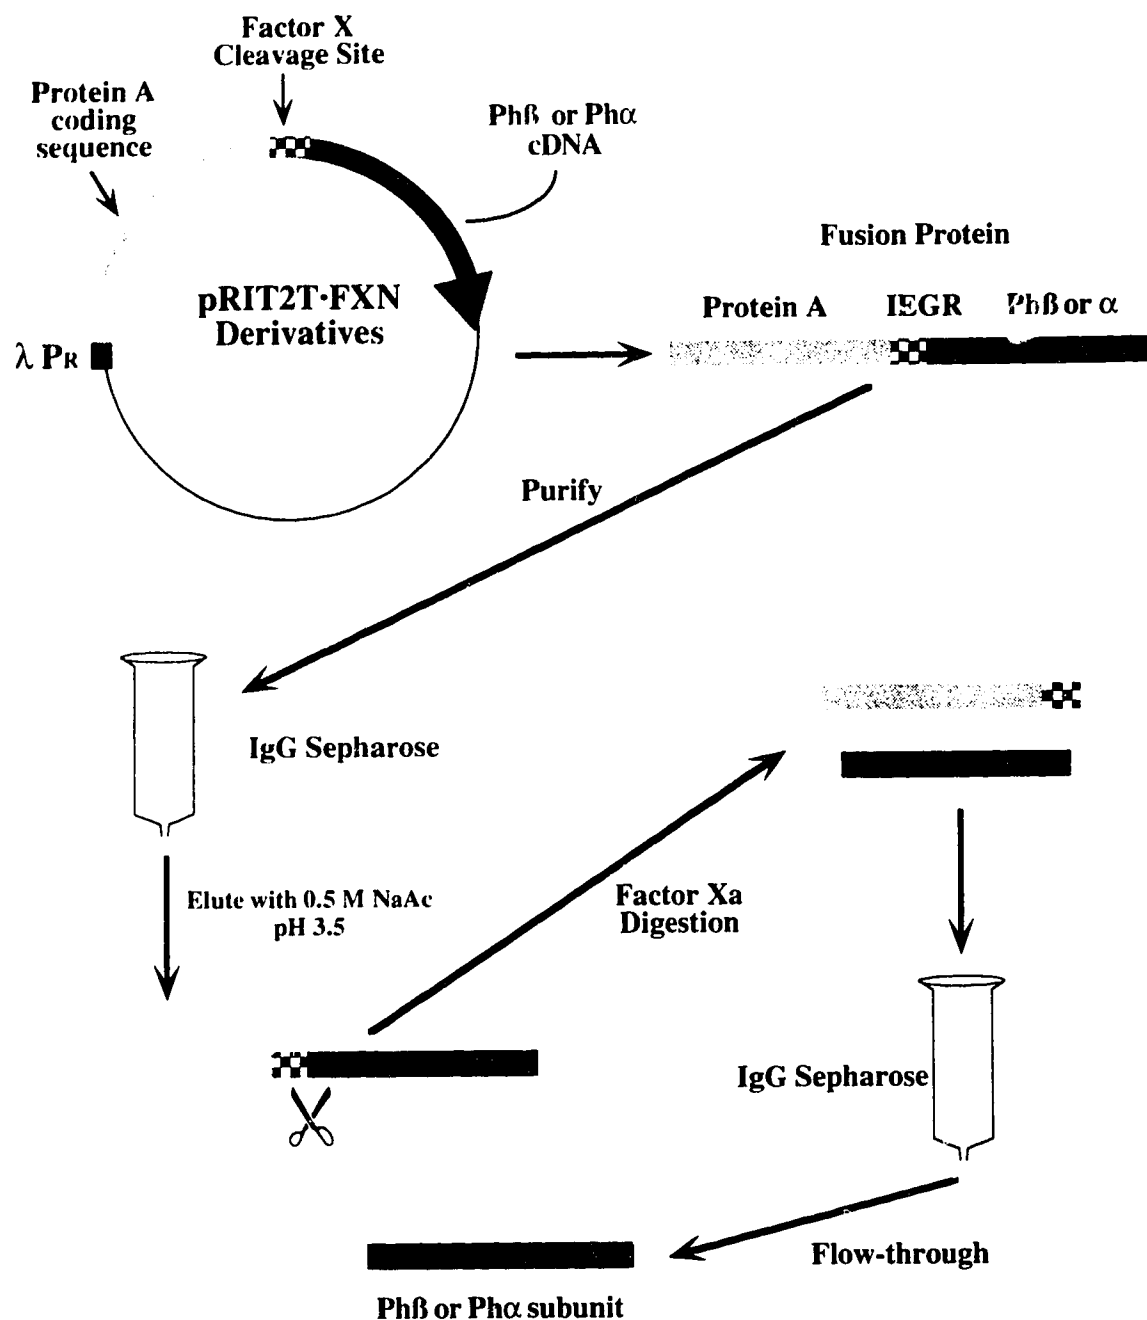 Factor X
Cleavage Site
Protein A
coding
sequence
Phß or Phα
cDNA
Fusion Protein
pRIT2T·FXN
Derivatives
Protein A
IEGR
Phß or α
λ PR
Purify
IgG Sepharose
Elute with 0.5 M NaAc
pH 3.5
Factor Xa
Digestion
IgG Sepharose
Flow-through
Phß or Phα subunit